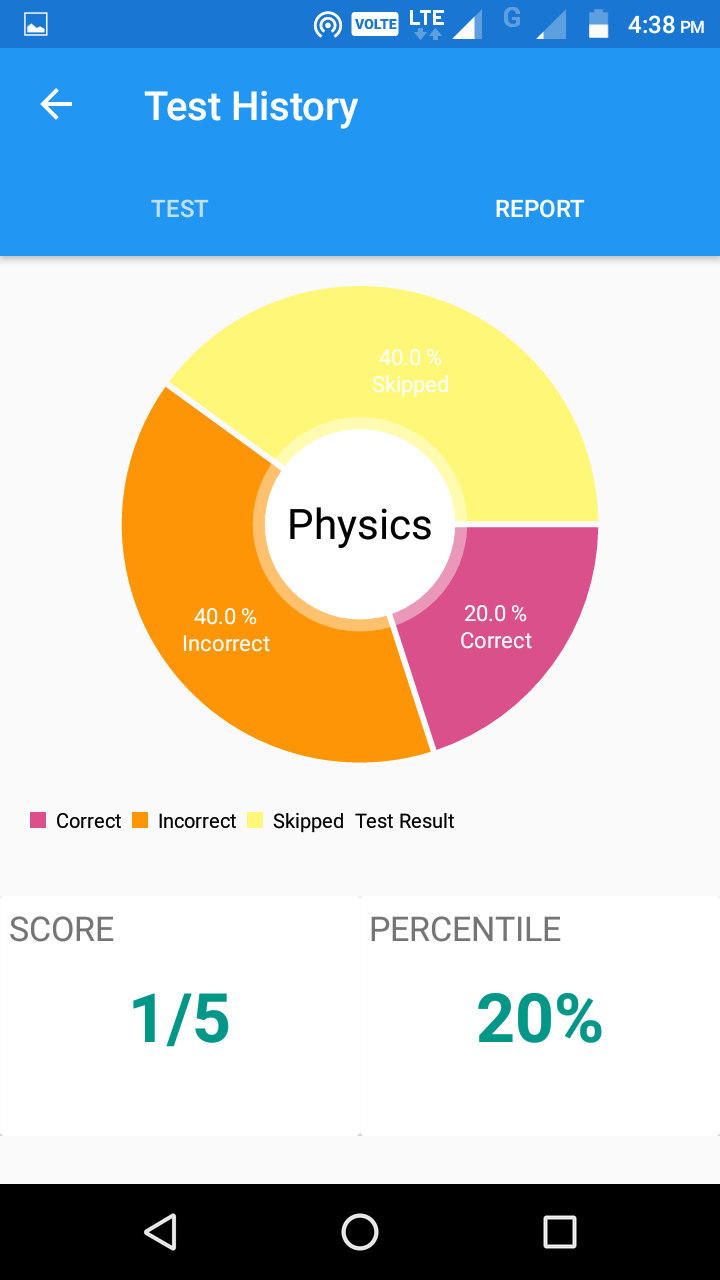 VOLTE LTE G 4:38 PM
Test History
TEST REPORT
40.0 %
Skipped
Physics
40.0 %
Incorrect
20.0 %
Correct
Correct Incorrect Skipped Test Result
SCORE PERCENTILE
1/5 20%